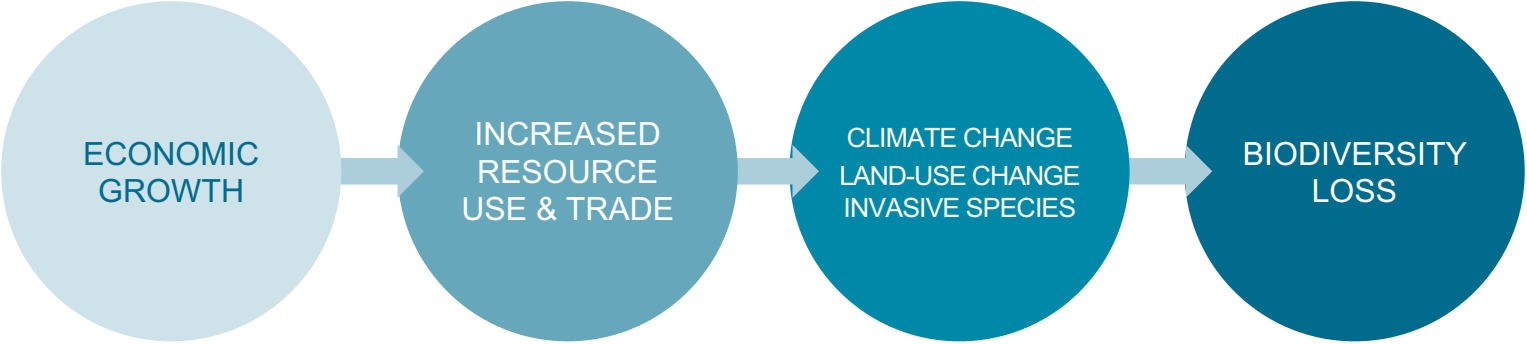 ECONOMIC
GROWTH
INCREASED
RESOURCE
USE & TRADE
CLIMATE CHANGE
LAND-USE CHANGE
INVASIVE SPECIES
BIODIVERSITY
LOSS